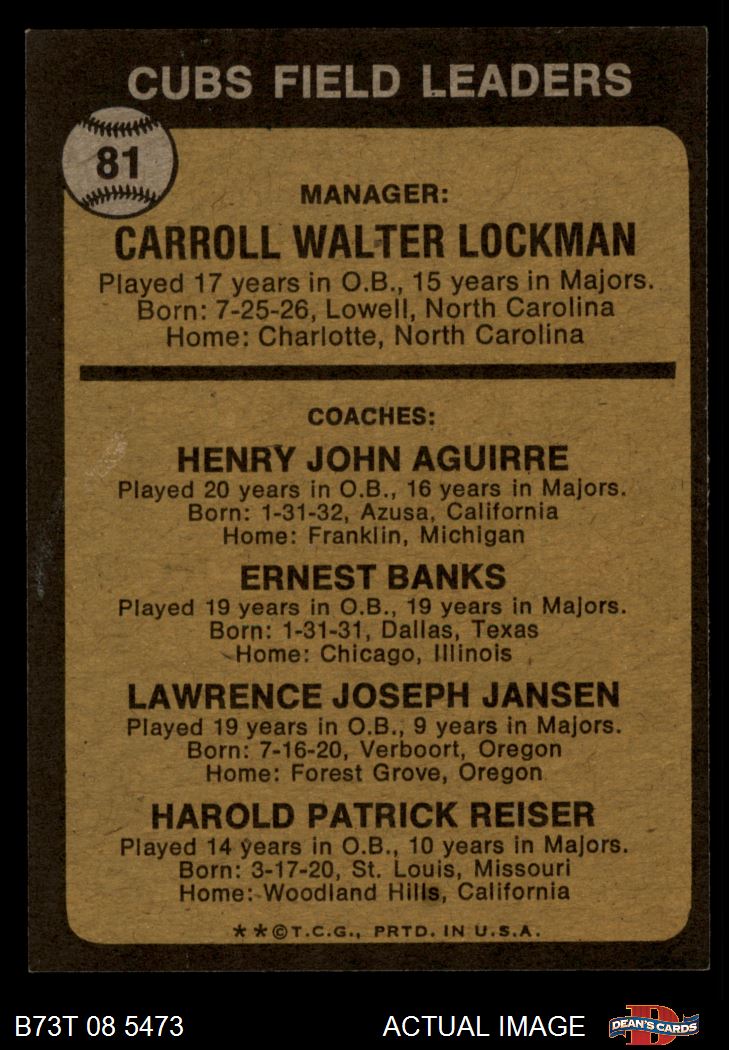 CUBS FIELD LEADERS
81
MANAGER:
CARROLL WALTER LOCKMAN
Played 17 years in O.B., 15 years in Majors.
Born: 7-25-26, Lowell, North Carolina
Home: Charlotte, North Carolina
COACHES:
HENRY JOHN AGUIRRE
Played 20 years in O.B., 16 years in Majors.
Born: 1-31-32, Azusa, California
Home: Franklin, Michigan
ERNEST BANKS
Played 19 years in O.B., 19 years in Majors.
Born: 1-31-31, Dallas, Texas
Home: Chicago, Illinois
LAWRENCE JOSEPH JANSEN
Played 19 years in O.B., 9 years in Majors.
Born: 7-16-20, Verboort, Oregon
Home: Forest Grove, Oregon
HAROLD PATRICK REISER
Played 14 years in O.B., 10 years in Majors.
Born: 3-17-20, St. Louis, Missouri
Home: Woodland Hills, California
**©T.C.G., PRTD. IN U.S.A.
B73T 08 5473 ACTUAL IMAGE
D
DEAN'S CARDS